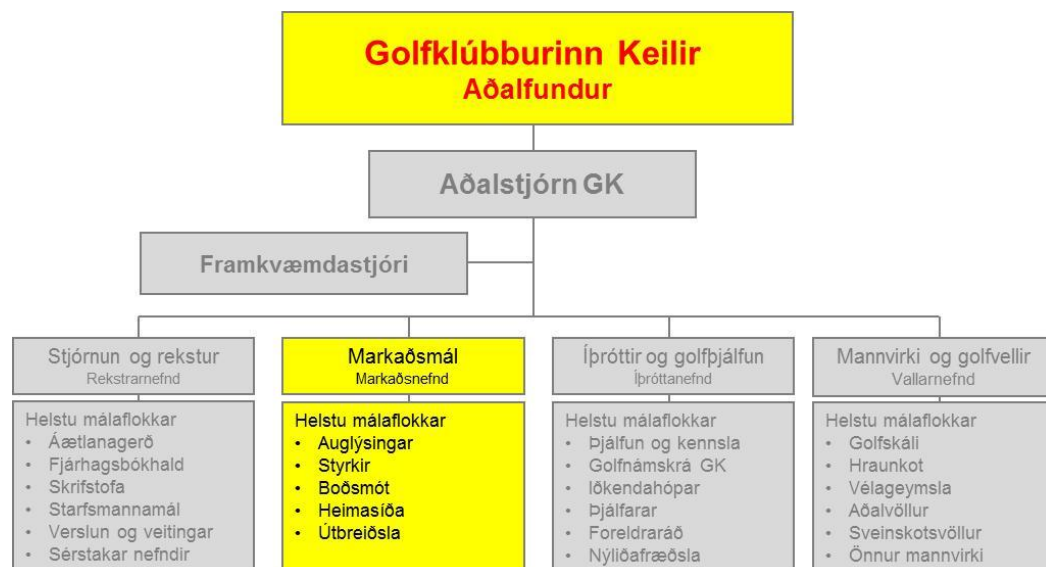 Golfklúbburinn Keilir
Aðalfundur
Aðalstjórn GK
Framkvæmdastjóri
Stjórnun og rekstur
Rekstrarnefnd
Helstu málaflokkar
• Áætlanagerð
• Fjárhagsbókhald
• Skrifstofa
• Starfsmannamál
• Verslun og veitingar
• Sérstakar nefndir
Markaðsmál
Markaðsnefnd
Helstu málaflokkar
• Auglýsingar
• Styrkir
• Boðsmót
• Heimasíða
• Útbreiðsla
Íþróttir og golfþjálfun
Íþróttanefnd
Helstu málaflokkar
• Þjálfun og kennsla
• Golfnámskrá GK
• Iðkendahópar
• Þjálfarar
• Foreldraráð
• Nýliðafræðsla
Mannvirki og golfvellir
Vallarnefnd
Helstu málaflokkar
• Golfskáli
• Hraunkot
• Vélageymsla
• Aðalvöllur
• Sveinskotsvöllur
• Önnur mannvirki